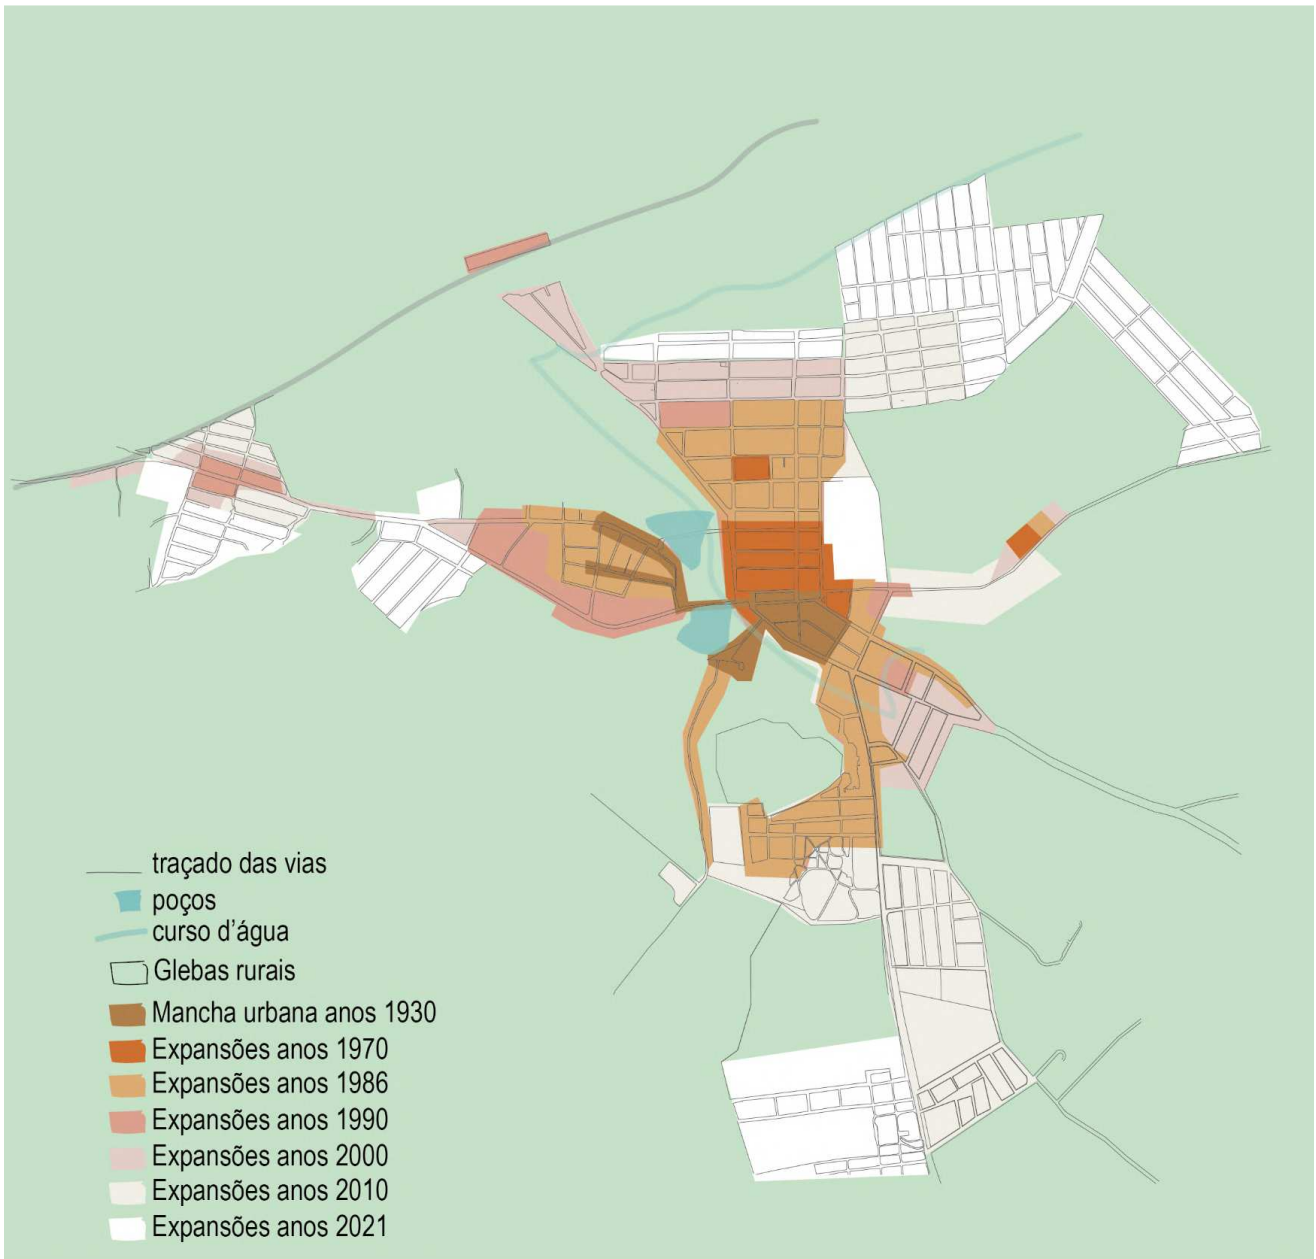 traçado das vias
poços
curso d'água
Glebas rurais
Mancha urbana anos 1930
Expansões anos 1970
Expansões anos 1986
Expansões anos 1990
Expansões anos 2000
Expansões anos 2010
Expansões anos 2021